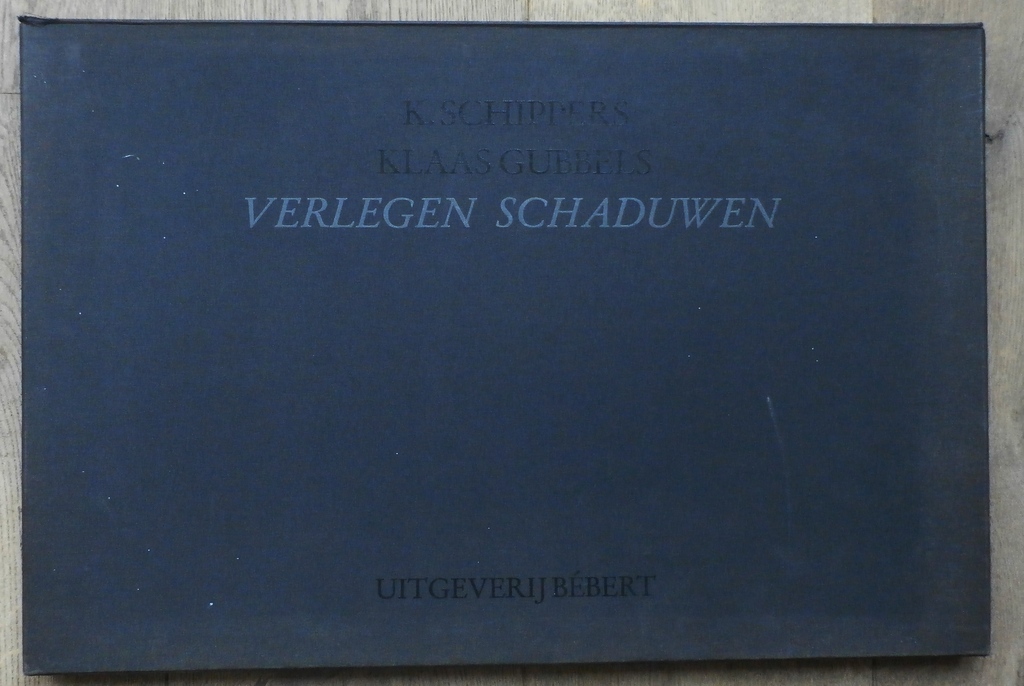 K. SCHIPPERS
KLAAS GUBBELS
VERLEGEN SCHADUWEN
UITGEVERIJ BÉBERT